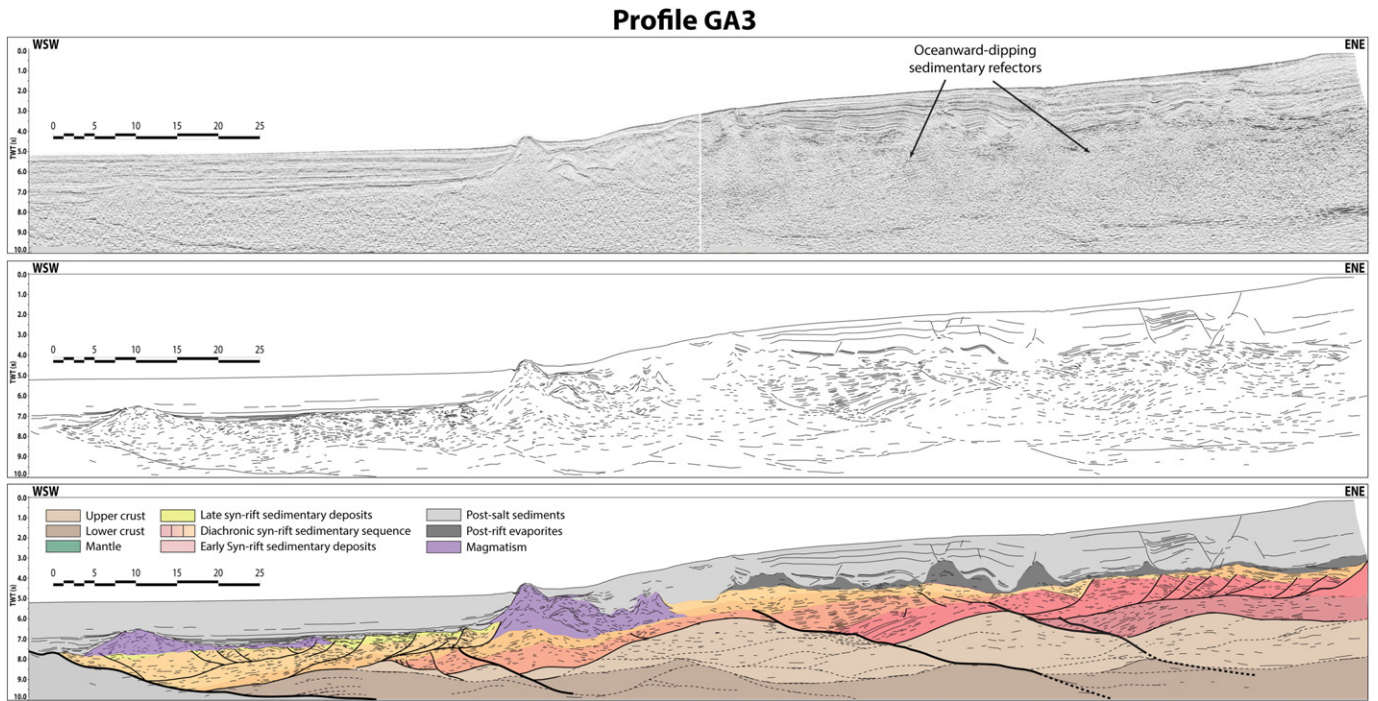 Profile GA3
WSW
ENE
0.0
1.0
2.0
3.0
4.0
5.0
6.0
7.0
8.0
9.0
10.0
TWT (s)
0 5 10 15 20 25
Oceanward-dipping
sedimentary refectors
WSW
ENE
0.0
1.0
2.0
3.0
4.0
5.0
6.0
7.0
8.0
9.0
10.0
TWT (s)
0 5 10 15 20 25
WSW
ENE
0.0
1.0
2.0
3.0
4.0
5.0
6.0
7.0
8.0
9.0
10.0
TWT (s)
Upper crust
Lower crust
Mantle
Late syn-rift sedimentary deposits
Diachronic syn-rift sedimentary sequence
Early Syn-rift sedimentary deposits
Post-salt sediments
Post-rift evaporites
Magmatism
0 5 10 15 20 25